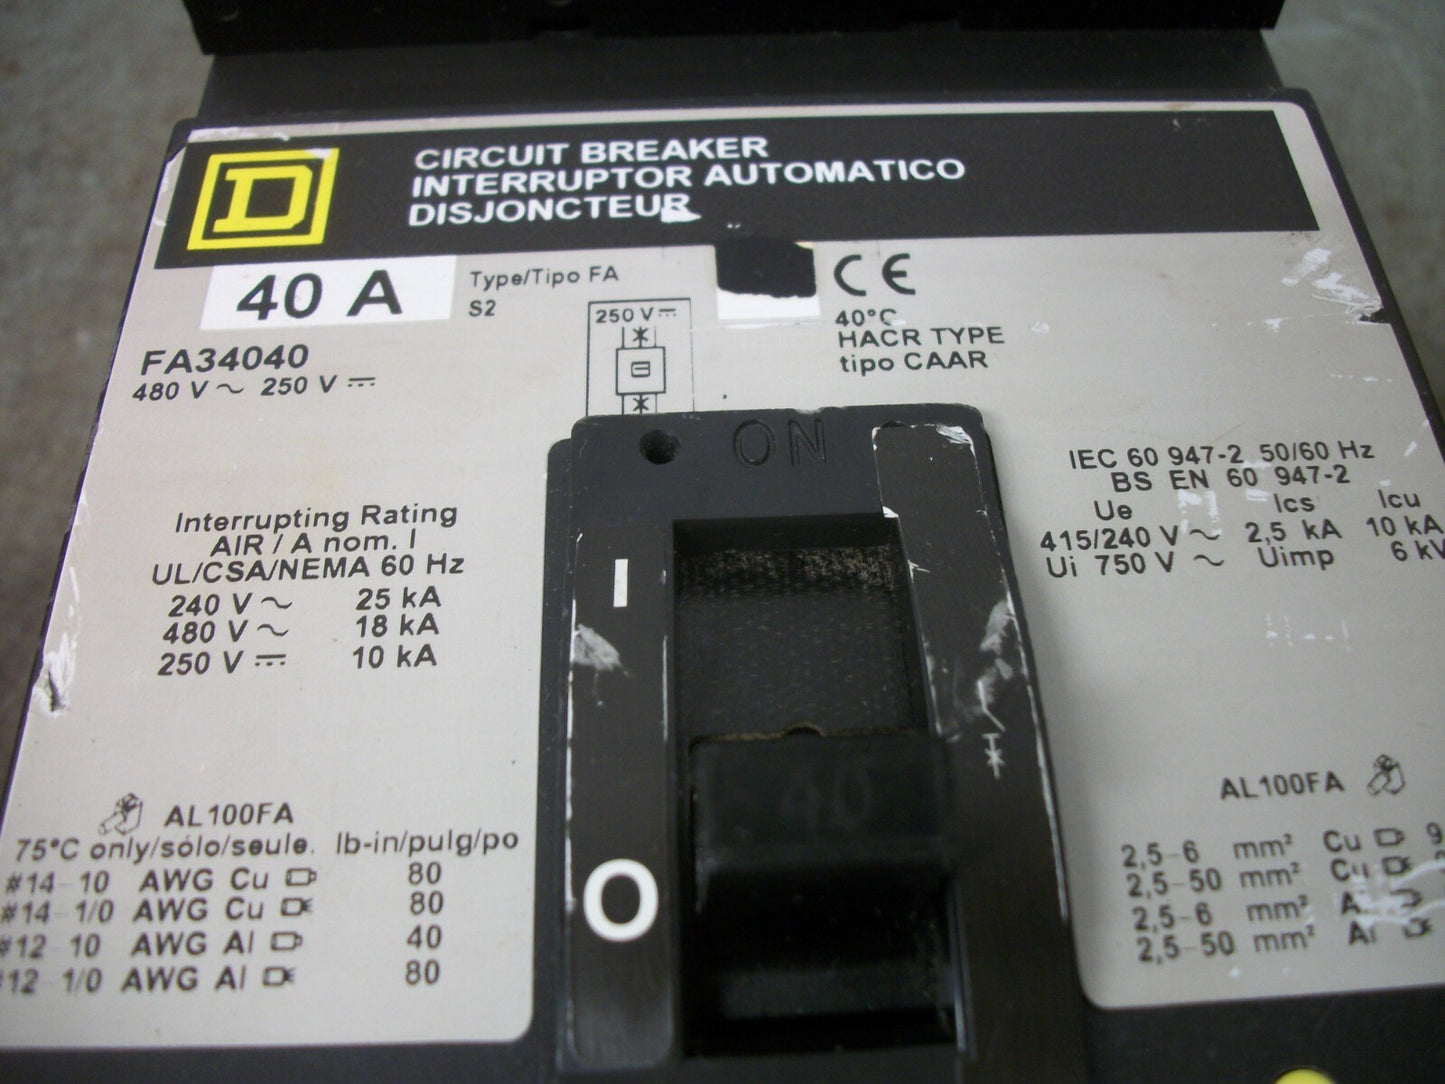 D
CIRCUIT BREAKER
INTERRUPTOR AUTOMATICO
DISJONCTEUR
40 A
Type/Tipo FA
S2
FA34040
480 V ~ 250 V ⎓
250 V ⎓
CE
40°C
HACR TYPE
tipo CAAR
ON
I
O
40
Interrupting Rating
AIR / A nom. I
UL/CSA/NEMA 60 Hz
240 V ~ 25 kA
480 V ~ 18 kA
250 V ⎓ 10 kA
IEC 60 947-2 50/60 Hz
BS EN 60 947-2
Ue Ics Icu
415/240 V ~ 2,5 kA 10 kA
Ui 750 V ~ Uimp 6 kV
AL100FA
75°C only/sólo/seule. lb-in/pulg/po
#14-10 AWG Cu 80
#14-1/0 AWG Cu 80
#12-10 AWG Al 40
#12-1/0 AWG Al 80
AL100FA
2,5-6 mm² Cu
2,5-50 mm² Cu
2,5-6 mm²
2,5-50 mm² Al